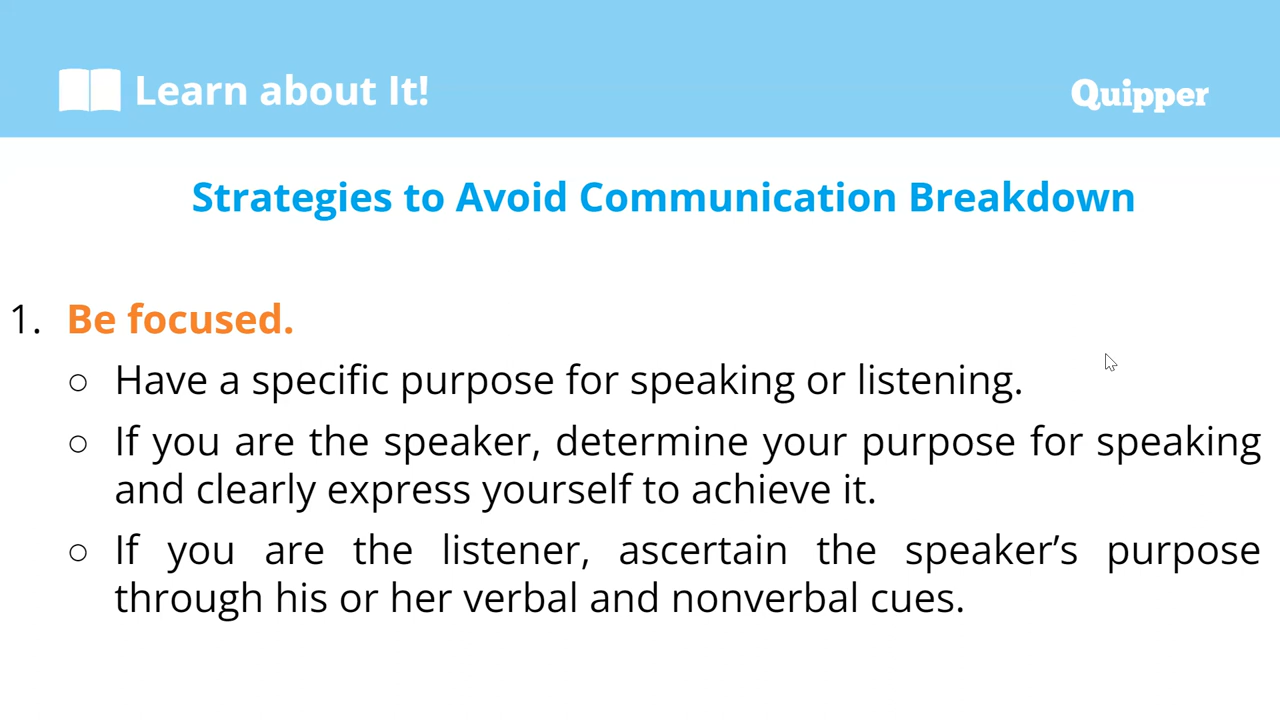 Learn about It!
Quipper
Strategies to Avoid Communication Breakdown
1. Be focused.
○ Have a specific purpose for speaking or listening.
○ If you are the speaker, determine your purpose for speaking
and clearly express yourself to achieve it.
○ If you are the listener, ascertain the speaker’s purpose
through his or her verbal and nonverbal cues.